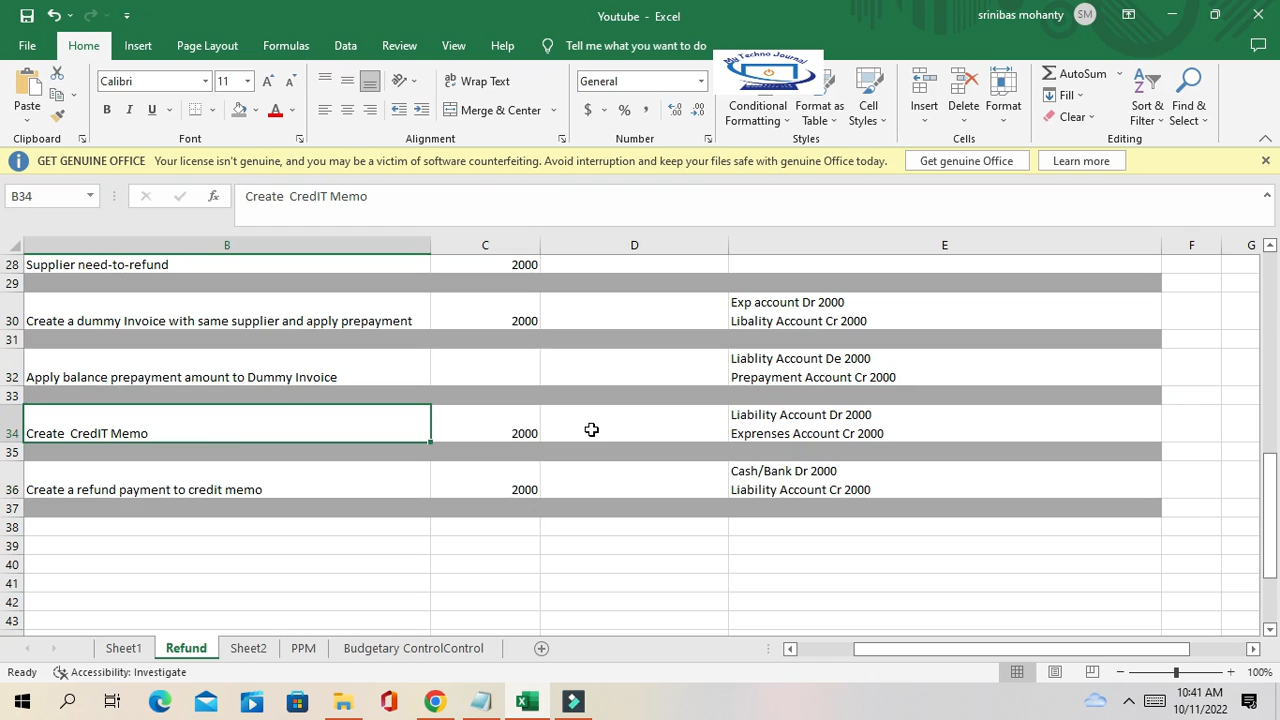 Youtube - Excel
srinibas mohanty
SM
File
Home
Insert
Page Layout
Formulas
Data
Review
View
Help
Tell me what you want to do
My Techno Journal
Paste
Calibri
11
A
A
B
I
U
A
Wrap Text
Merge & Center
General
$
%
,
Conditional
Formatting
Format as
Table
Cell
Styles
Insert
Delete
Format
AutoSum
Fill
Clear
Sort &
Filter
Find &
Select
Clipboard
Font
Alignment
Number
Styles
Cells
Editing
GET GENUINE OFFICE Your license isn't genuine, and you may be a victim of software counterfeiting. Avoid interruption and keep your files safe with genuine Office today.
Get genuine Office
Learn more
B34
fx
Create  CredIT Memo
B
C
D
E
F
G
28 Supplier need-to-refund 2000
29
Exp account Dr 2000
30 Create a dummy Invoice with same supplier and apply prepayment 2000 Libality Account Cr 2000
31
Liablity Account De 2000
32 Apply balance prepayment amount to Dummy Invoice Prepayment Account Cr 2000
33
Liability Account Dr 2000
34 Create  CredIT Memo 2000 Exprenses Account Cr 2000
35
Cash/Bank Dr 2000
36 Create a refund payment to credit memo 2000 Liability Account Cr 2000
37
38
39
40
41
42
43
Sheet1
Refund
Sheet2
PPM
Budgetary ControlControl
Ready
Accessibility: Investigate
100%
10:41 AM
10/11/2022